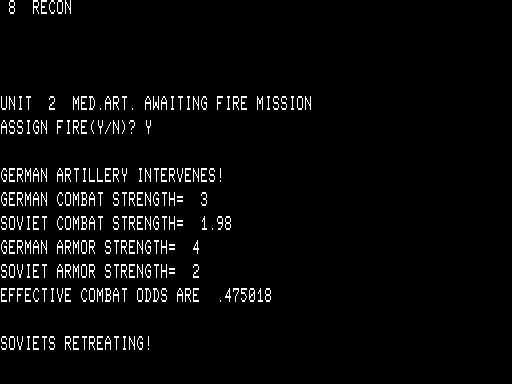 8 RECON
UNIT 2 MED.ART. AWAITING FIRE MISSION
ASSIGN FIRE(Y/N)? Y
GERMAN ARTILLERY INTERVENES!
GERMAN COMBAT STRENGTH= 3
SOVIET COMBAT STRENGTH= 1.98
GERMAN ARMOR STRENGTH= 4
SOVIET ARMOR STRENGTH= 2
EFFECTIVE COMBAT ODDS ARE .475018
SOVIETS RETREATING!